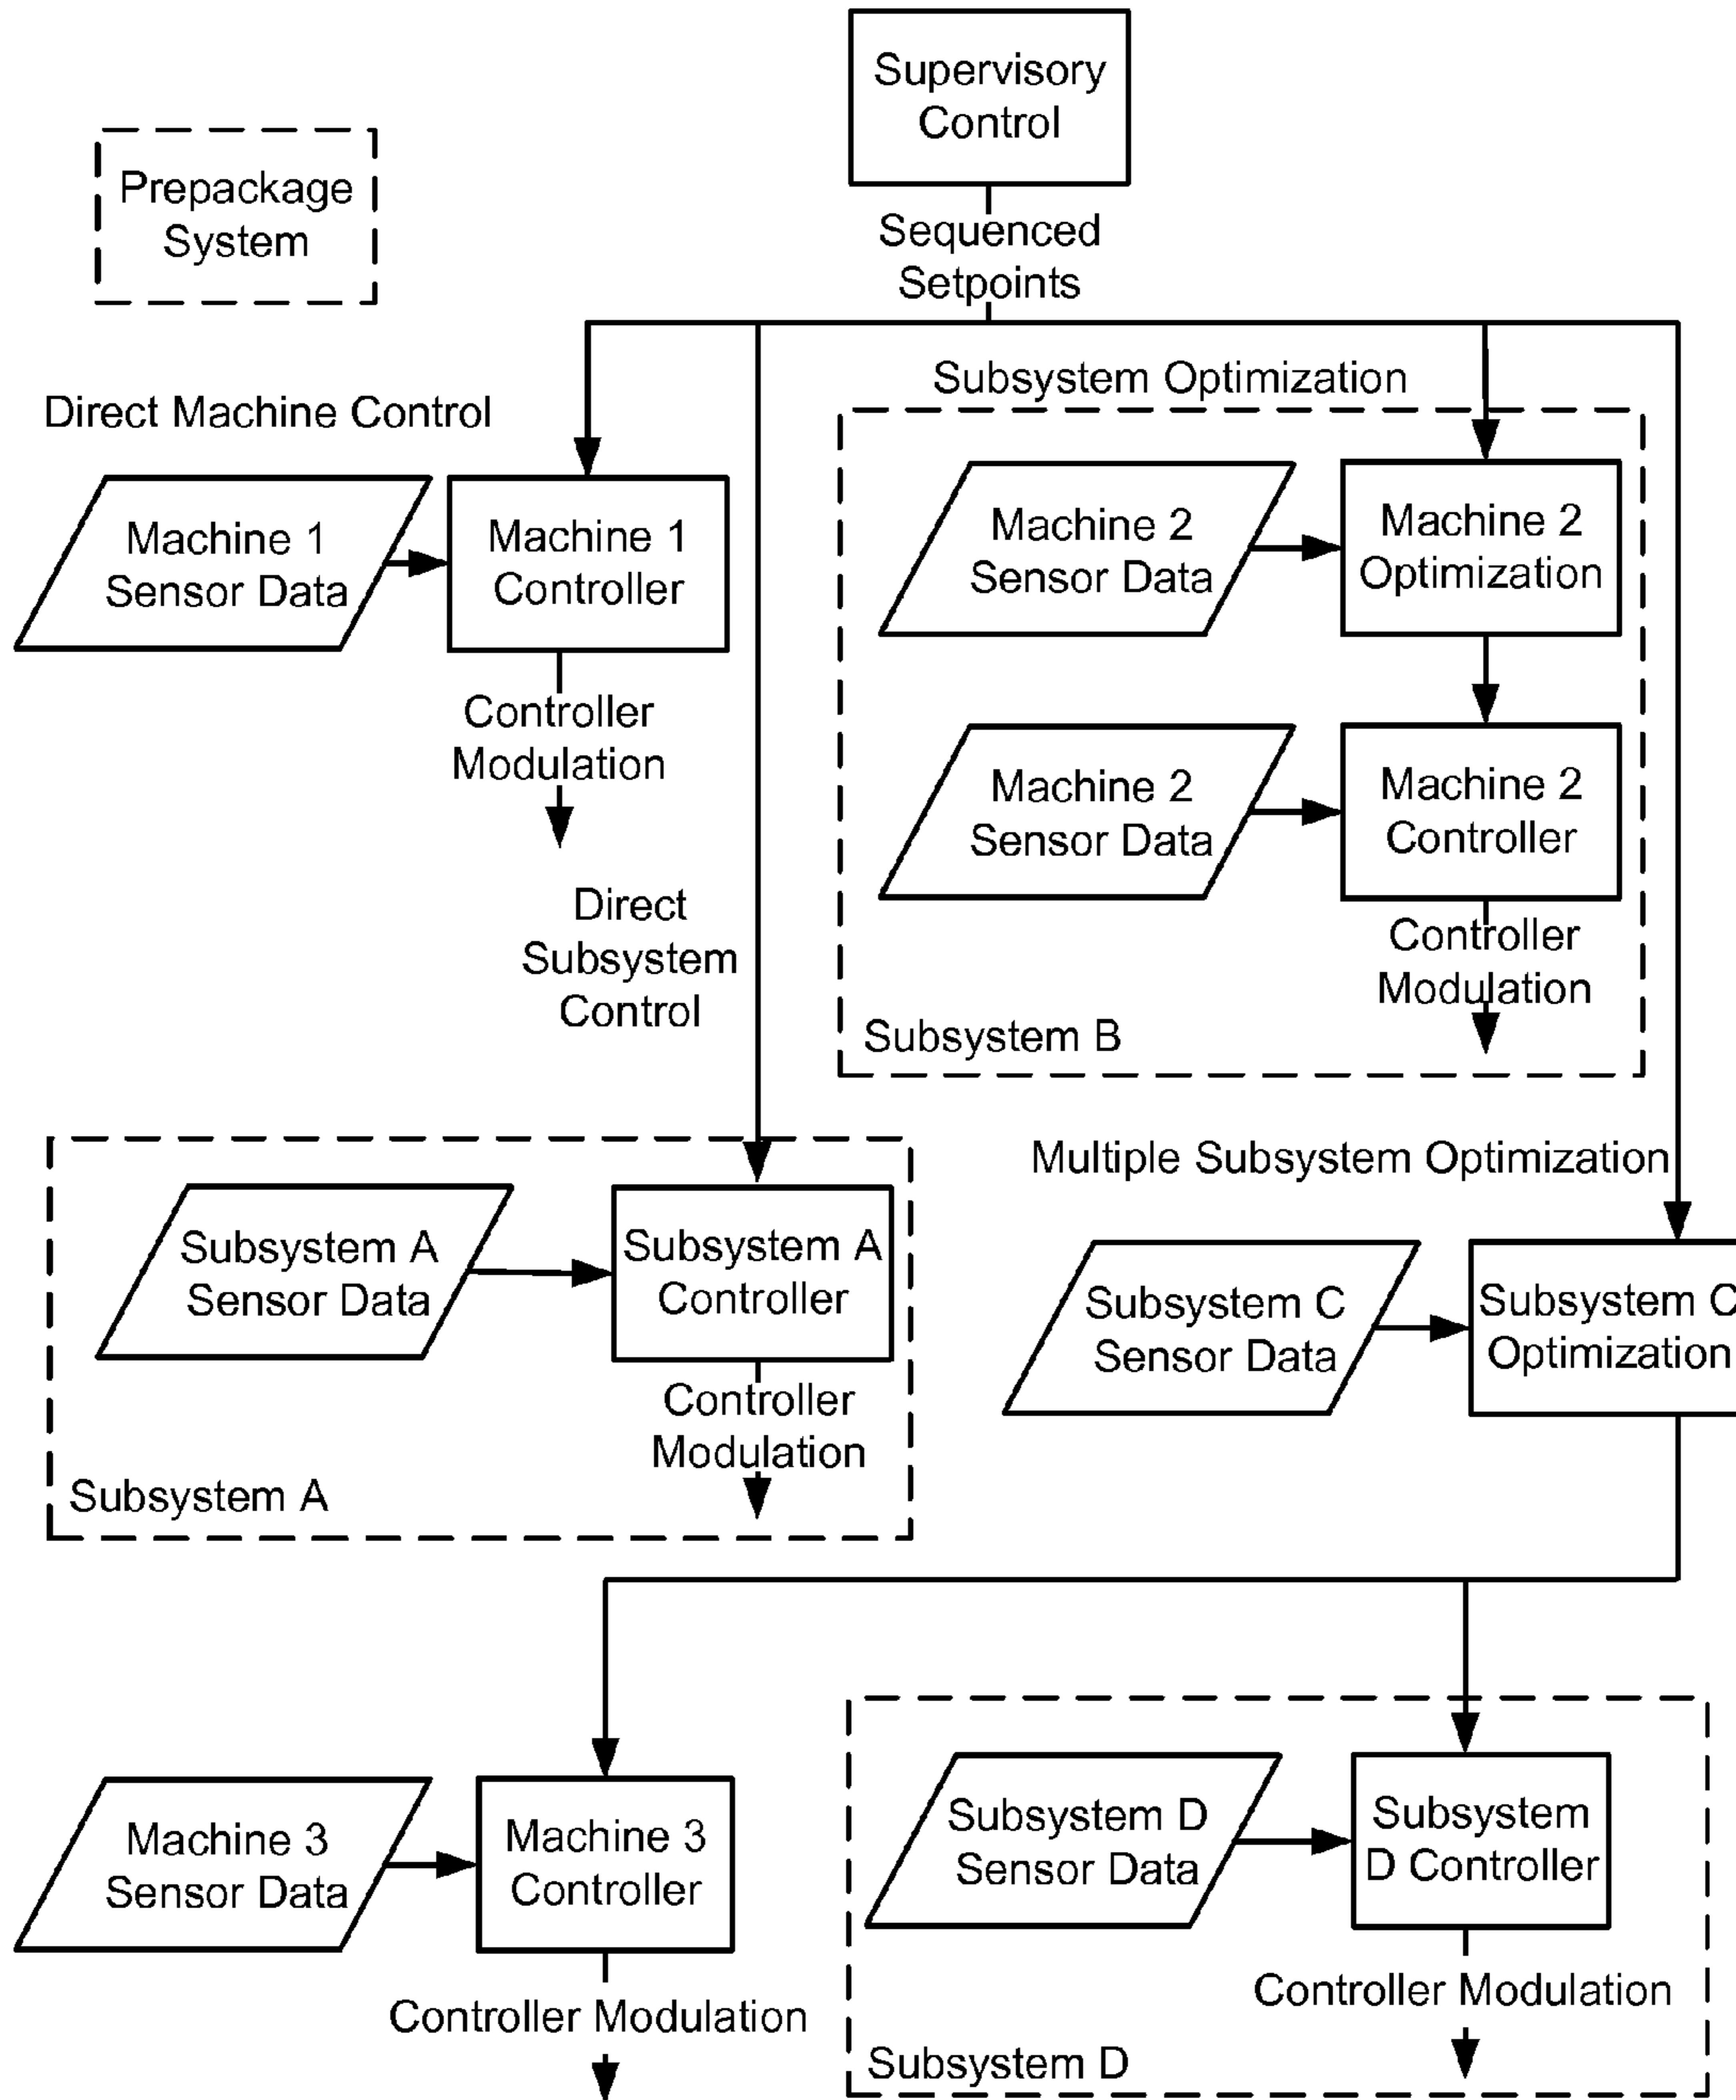 Supervisory
Control
Prepackage
System
Sequenced
Setpoints
Direct Machine Control
Machine 1
Sensor Data
Machine 1
Controller
Controller
Modulation
Subsystem Optimization
Machine 2
Sensor Data
Machine 2
Optimization
Machine 2
Sensor Data
Machine 2
Controller
Controller
Modulation
Subsystem B
Direct
Subsystem
Control
Subsystem A
Sensor Data
Subsystem A
Controller
Controller
Modulation
Subsystem A
Multiple Subsystem Optimization
Subsystem C
Sensor Data
Subsystem C
Optimization
Machine 3
Sensor Data
Machine 3
Controller
Controller Modulation
Subsystem D
Sensor Data
Subsystem
D Controller
Controller Modulation
Subsystem D